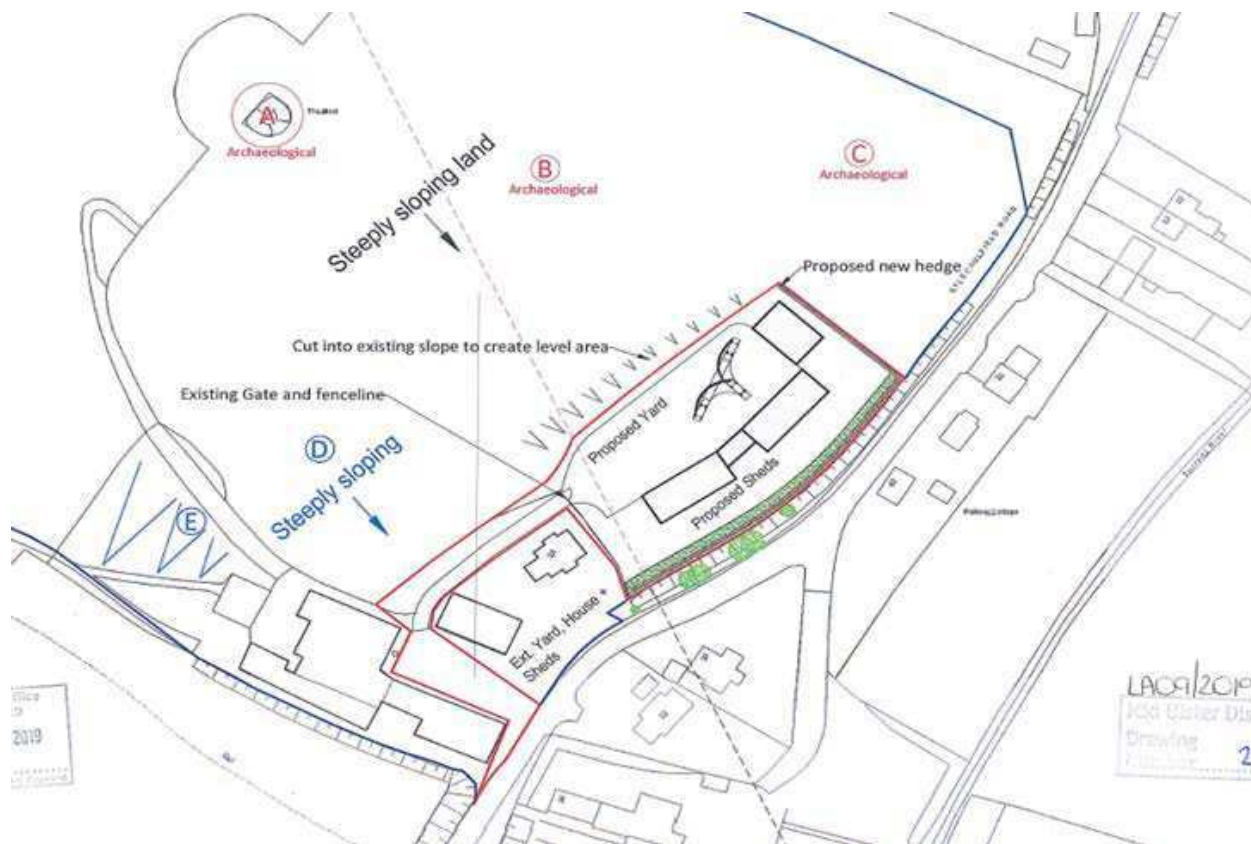 A
Archaeological
B
Archaeological
C
Archaeological
Steeply sloping land
Proposed new hedge
Cut into existing slope to create level area
Existing Gate and fenceline
Proposed Yard
D
Steeply sloping
E
Proposed Sheds
Ext. Yard, House +
Sheds
LA09/2019
2019
Drawing
2